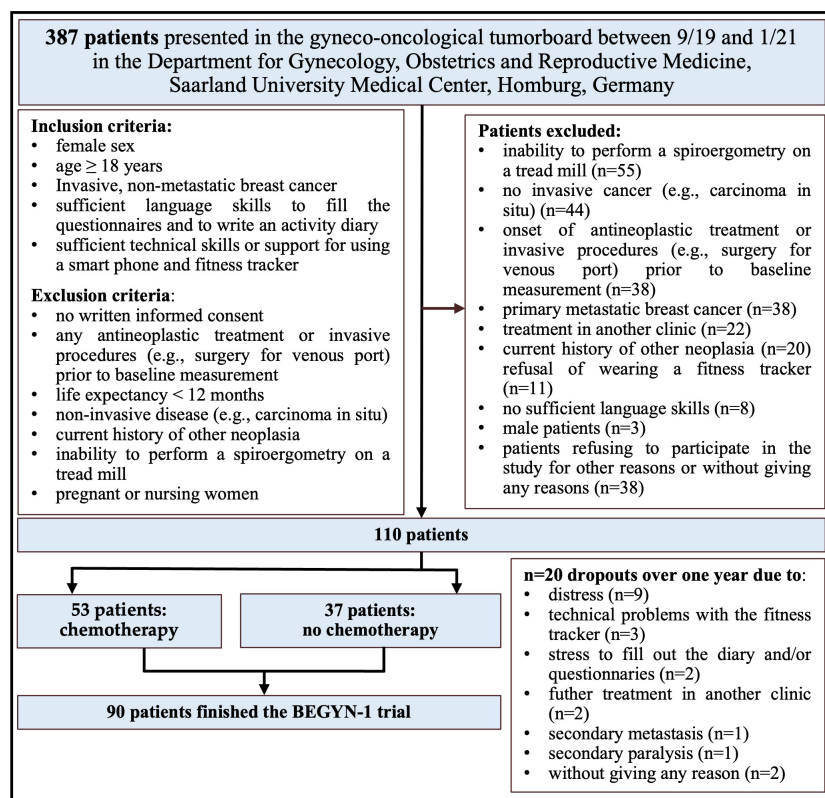 387 patients presented in the gyneco-oncological tumorboard between 9/19 and 1/21
in the Department for Gynecology, Obstetrics and Reproductive Medicine,
Saarland University Medical Center, Homburg, Germany
Inclusion criteria:
• female sex
• age ≥ 18 years
• Invasive, non-metastatic breast cancer
• sufficient language skills to fill the
questionnaires and to write an activity diary
• sufficient technical skills or support for using
a smart phone and fitness tracker
Exclusion criteria:
• no written informed consent
• any antineoplastic treatment or invasive
procedures (e.g., surgery for venous port)
prior to baseline measurement
• life expectancy < 12 months
• non-invasive disease (e.g., carcinoma in situ)
• current history of other neoplasia
• inability to perform a spiroergometry on a
tread mill
• pregnant or nursing women
Patients excluded:
• inability to perform a spiroergometry on
a tread mill (n=55)
• no invasive cancer (e.g., carcinoma in
situ) (n=44)
• onset of antineoplastic treatment or
invasive procedures (e.g., surgery for
venous port) prior to baseline
measurement (n=38)
• primary metastatic breast cancer (n=38)
• treatment in another clinic (n=22)
• current history of other neoplasia (n=20)
refusal of wearing a fitness tracker
(n=11)
• no sufficient language skills (n=8)
• male patients (n=3)
• patients refusing to participate in the
study for other reasons or without giving
any reasons (n=38)
110 patients
53 patients:
chemotherapy
37 patients:
no chemotherapy
90 patients finished the BEGYN-1 trial
n=20 dropouts over one year due to:
• distress (n=9)
• technical problems with the fitness
tracker (n=3)
• stress to fill out the diary and/or
questionnaries (n=2)
• futher treatment in another clinic
(n=2)
• secondary metastasis (n=1)
• secondary paralysis (n=1)
• without giving any reason (n=2)